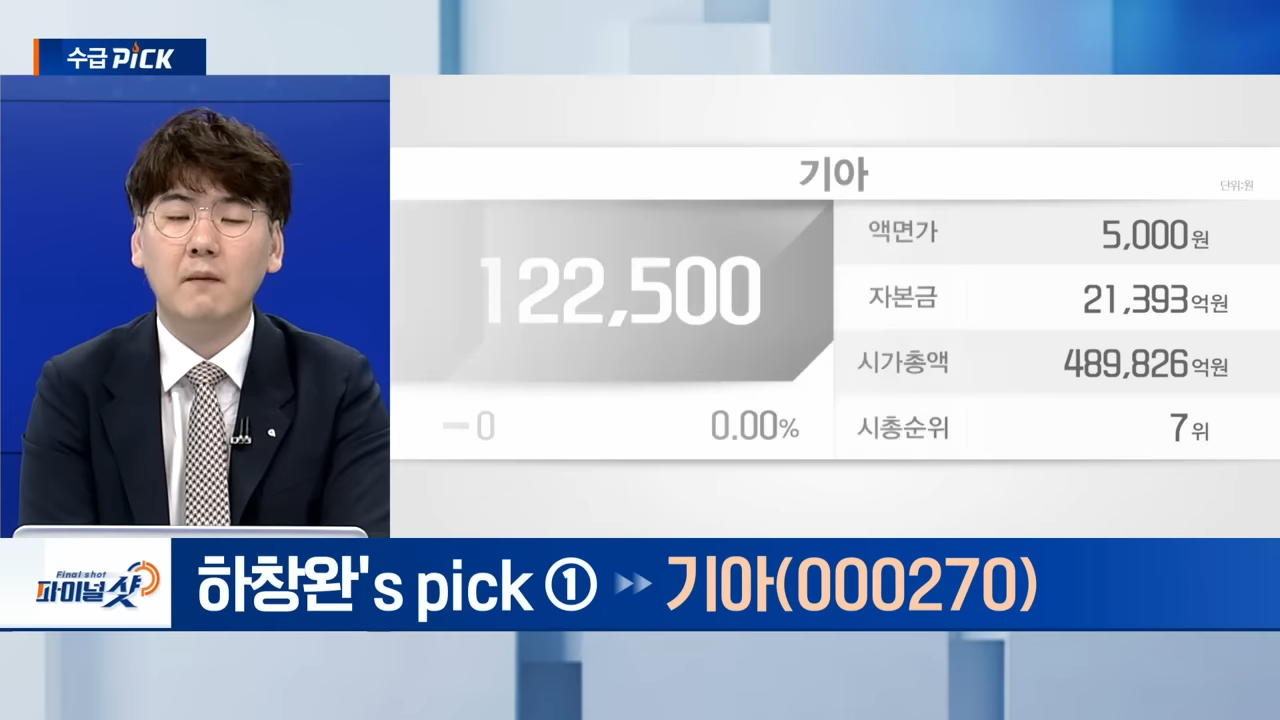 수급 PiCK
기아
단위:원
122,500
0 0.00%
액면가 5,000원
자본금 21,393억원
시가총액 489,826억원
시총순위 7위
Final shot
파이널샷
하창완's pick ① 기아(000270)